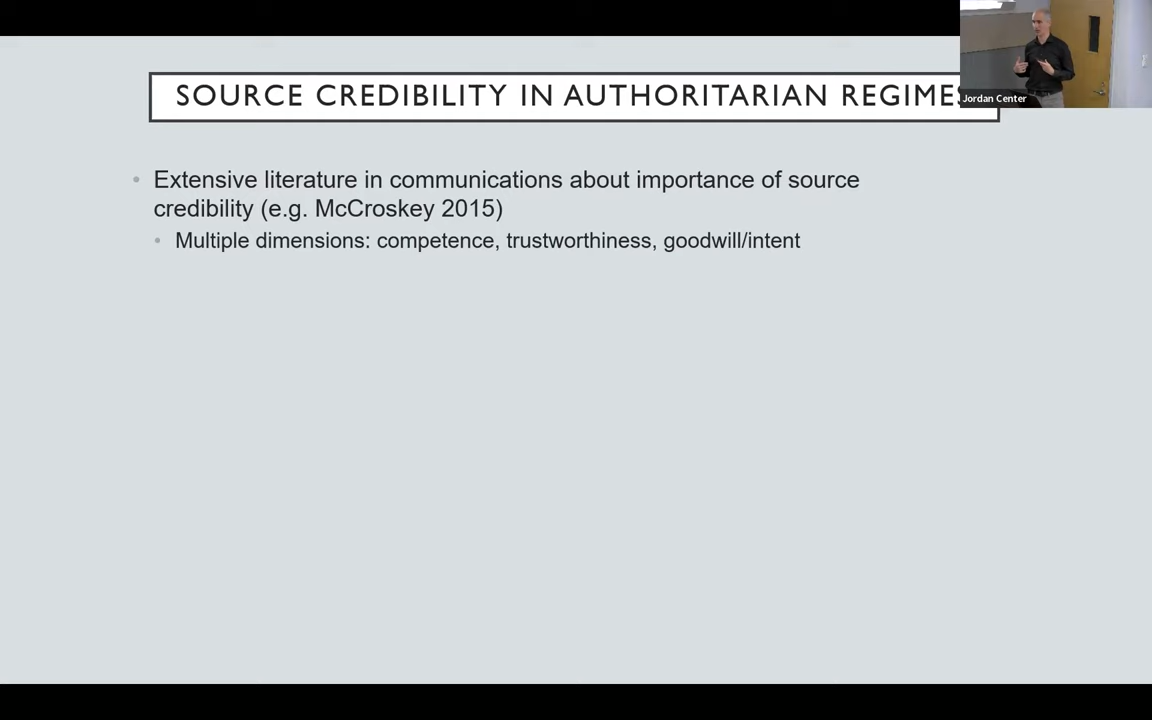 SOURCE CREDIBILITY IN AUTHORITARIAN REGIMES
Jordan Center
• Extensive literature in communications about importance of source
credibility (e.g. McCroskey 2015)
• Multiple dimensions: competence, trustworthiness, goodwill/intent